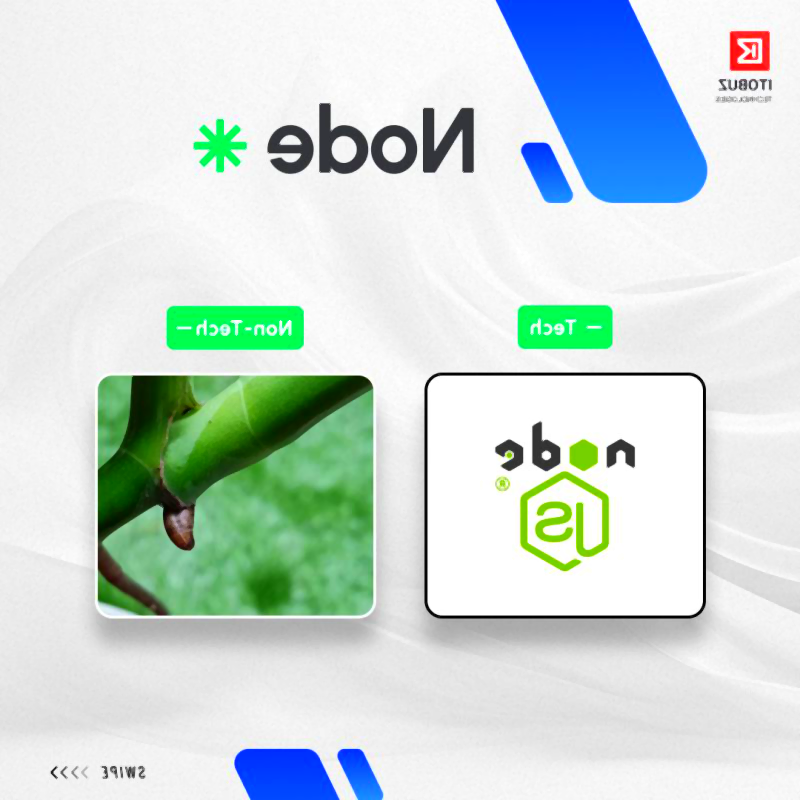 ITOBUZ
TECHNOLOGIES
Node
— Tech
Non-Tech —
node
JS
®
SWIPE >>>>